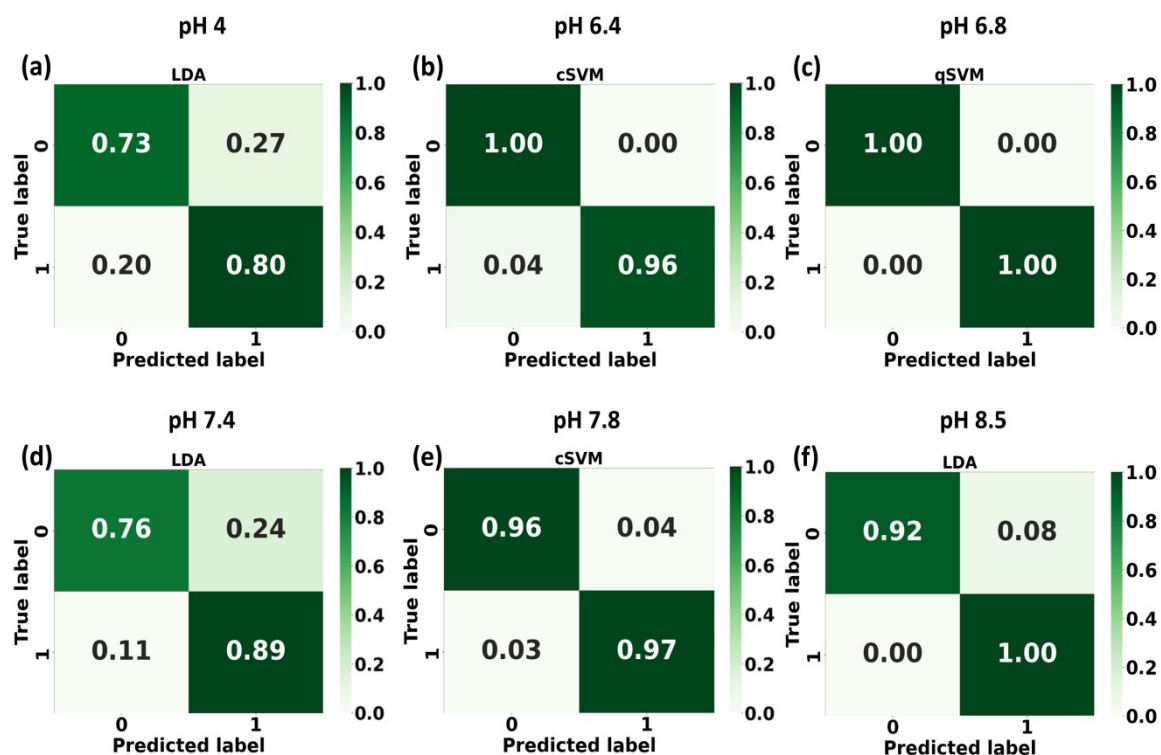 pH 4
pH 6.4
pH 6.8
(a)
LDA
True label
0
1
0.73
0.27
0.20
0.80
0
1
Predicted label
1.0
0.8
0.6
0.4
0.2
0.0
(b)
cSVM
True label
0
1
1.00
0.00
0.04
0.96
0
1
Predicted label
1.0
0.8
0.6
0.4
0.2
0.0
(c)
qSVM
True label
0
1
1.00
0.00
0.00
1.00
0
1
Predicted label
1.0
0.8
0.6
0.4
0.2
0.0
pH 7.4
pH 7.8
pH 8.5
(d)
LDA
True label
0
1
0.76
0.24
0.11
0.89
0
1
Predicted label
1.0
0.8
0.6
0.4
0.2
0.0
(e)
cSVM
True label
0
1
0.96
0.04
0.03
0.97
0
1
Predicted label
1.0
0.8
0.6
0.4
0.2
0.0
(f)
LDA
True label
0
1
0.92
0.08
0.00
1.00
0
1
Predicted label
1.0
0.8
0.6
0.4
0.2
0.0